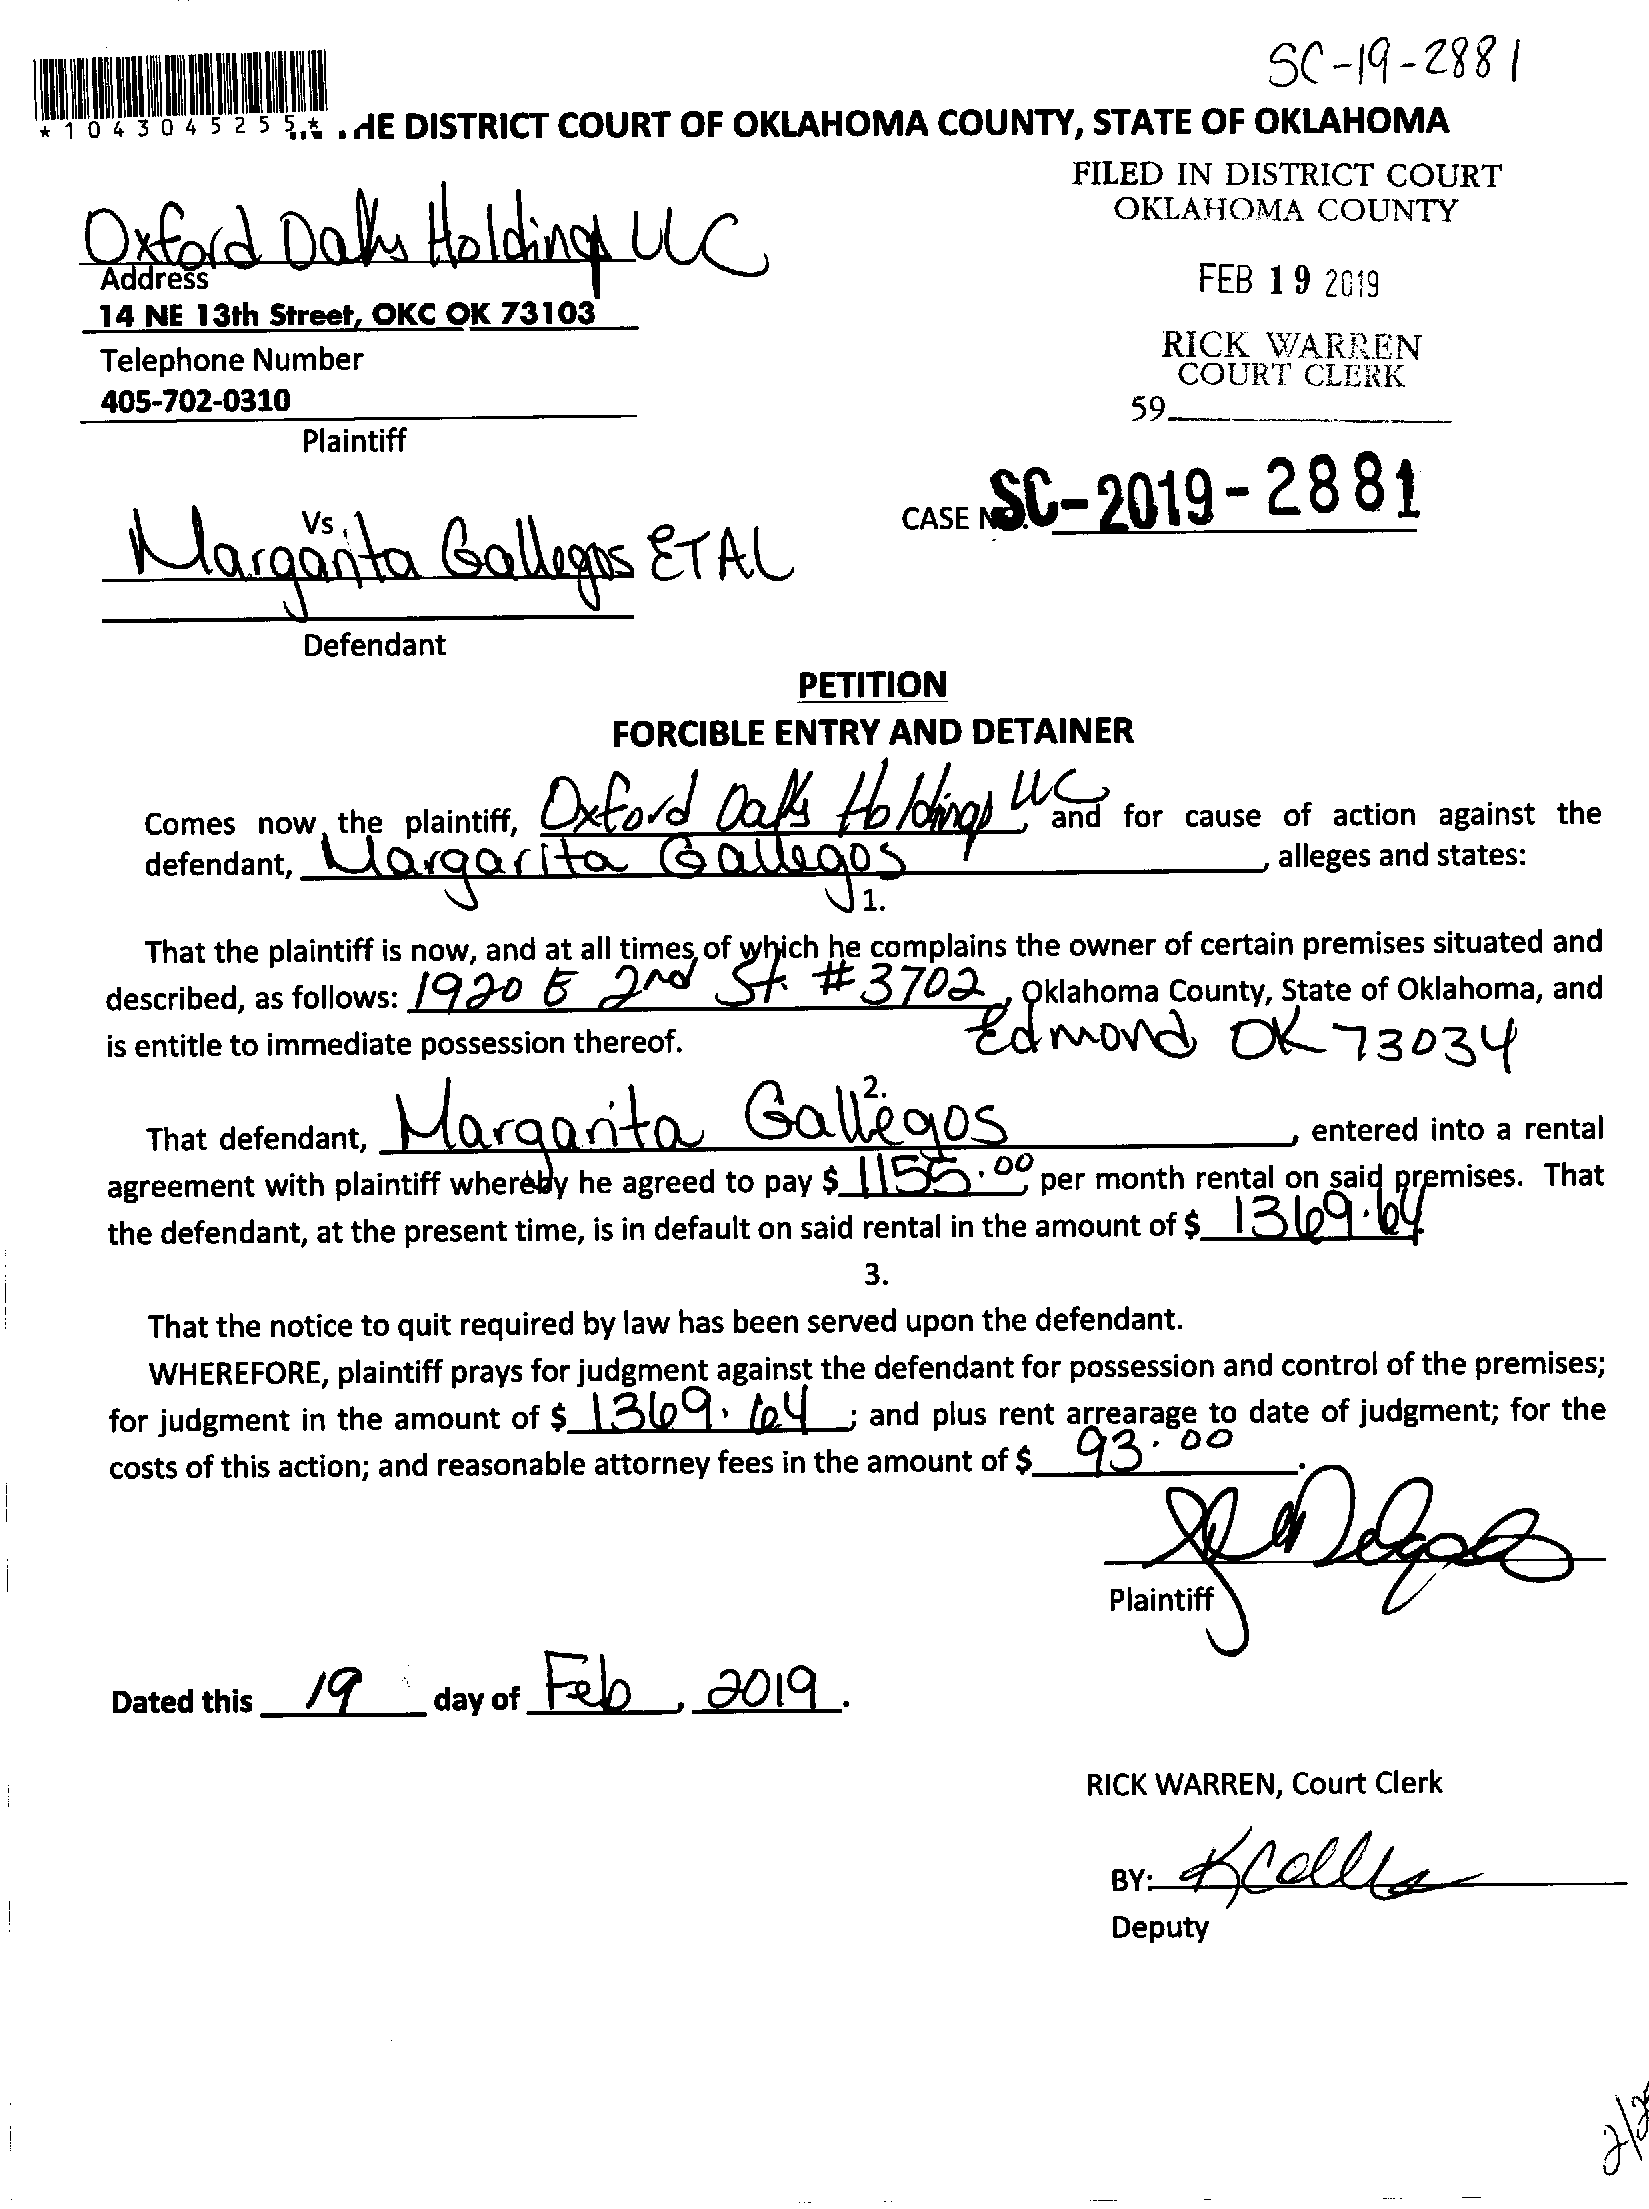 SC-19-2881
*1043045255*
HE DISTRICT COURT OF OKLAHOMA COUNTY, STATE OF OKLAHOMA
FILED IN DISTRICT COURT
OKLAHOMA COUNTY
Oxford Oaks Holdings LLC
Address
14 NE 13th Street, OKC OK 73103
FEB 19 2019
Telephone Number
RICK WARREN
COURT CLERK
405-702-0310
59
Plaintiff
Vs.
CASE NO. SC-2019-2881
Margarita Gallegos ETAL
Defendant
PETITION
FORCIBLE ENTRY AND DETAINER
Comes now the plaintiff, Oxford Oaks Holdings LLC, and for cause of action against the
defendant, Margarita Gallegos, alleges and states:
1.
That the plaintiff is now, and at all times of which he complains the owner of certain premises situated and
described, as follows: 1920 E 2nd St. #3702, Oklahoma County, State of Oklahoma, and
is entitle to immediate possession thereof. Edmond OK 73034
2.
That defendant, Margarita Gallegos, entered into a rental
agreement with plaintiff whereby he agreed to pay $ 1155.00 per month rental on said premises. That
the defendant, at the present time, is in default on said rental in the amount of $ 1369.64
3.
That the notice to quit required by law has been served upon the defendant.
WHEREFORE, plaintiff prays for judgment against the defendant for possession and control of the premises;
for judgment in the amount of $ 1369.64; and plus rent arrearage to date of judgment; for the
costs of this action; and reasonable attorney fees in the amount of $ 93.00.
Plaintiff
Dated this 19 day of Feb, 2019.
RICK WARREN, Court Clerk
BY:
Deputy